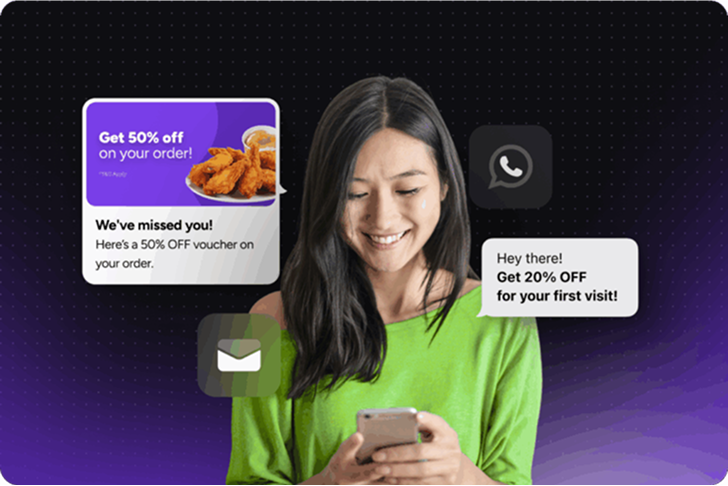 Get 50% off
on your order!
We've missed you!
Here's a 50% OFF voucher on
your order.
Hey there!
Get 20% OFF
for your first visit!